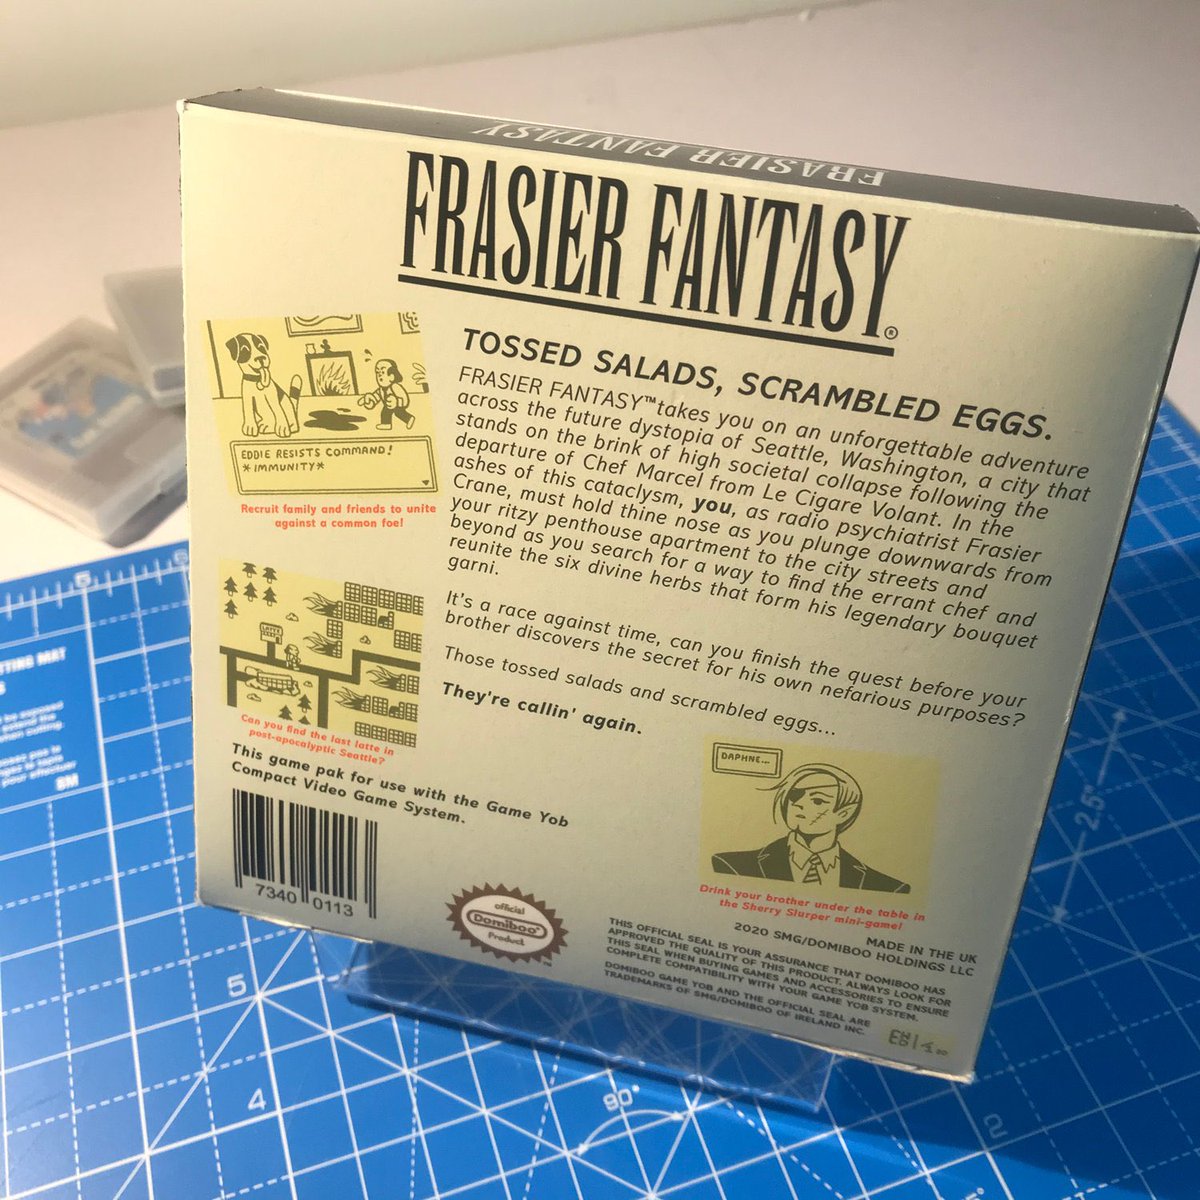 FRASIER FANTASY
FRASIER FANTASY®
TOSSED SALADS, SCRAMBLED EGGS.
FRASIER FANTASY™takes you on an unforgettable adventure
across the future dystopia of Seattle, Washington, a city that
stands on the brink of high societal collapse following the
departure of Chef Marcel from Le Cigare Volant. In the
ashes of this cataclysm, you, as radio psychiatrist Frasier
Crane, must hold thine nose as you plunge downwards from
your ritzy penthouse apartment to the city streets and
beyond as you search for a way to find the errant chef and
reunite the six divine herbs that form his legendary bouquet
garni.
It's a race against time, can you finish the quest before your
brother discovers the secret for his own nefarious purposes?
Those tossed salads and scrambled eggs...
They're callin' again.
EDDIE RESISTS COMMAND!
*IMMUNITY*
Recruit family and friends to unite
against a common foe!
Can you find the last latte in
post-apocalyptic Seattle?
This game pak for use with the Game Yob
Compact Video Game System.
7340 0113
official
Domiboo®
Product
TM
DAPHNE...
Drink your brother under the table in
the Sherry Slurper mini-game!
MADE IN THE UK
2020 SMG/DOMIBOO HOLDINGS LLC
THIS OFFICIAL SEAL IS YOUR ASSURANCE THAT DOMIBOO HAS
APPROVED THE QUALITY OF THIS PRODUCT. ALWAYS LOOK FOR
THIS SEAL WHEN BUYING GAMES AND ACCESSORIES TO ENSURE
COMPLETE COMPATIBILITY WITH YOUR GAME YOB SYSTEM.
DOMIBOO GAME YOB AND THE OFFICIAL SEAL ARE
TRADEMARKS OF SMG/DOMIBOO OF IRELAND INC.
5
6
TTING MAT
5
4
90°
2.5"
2